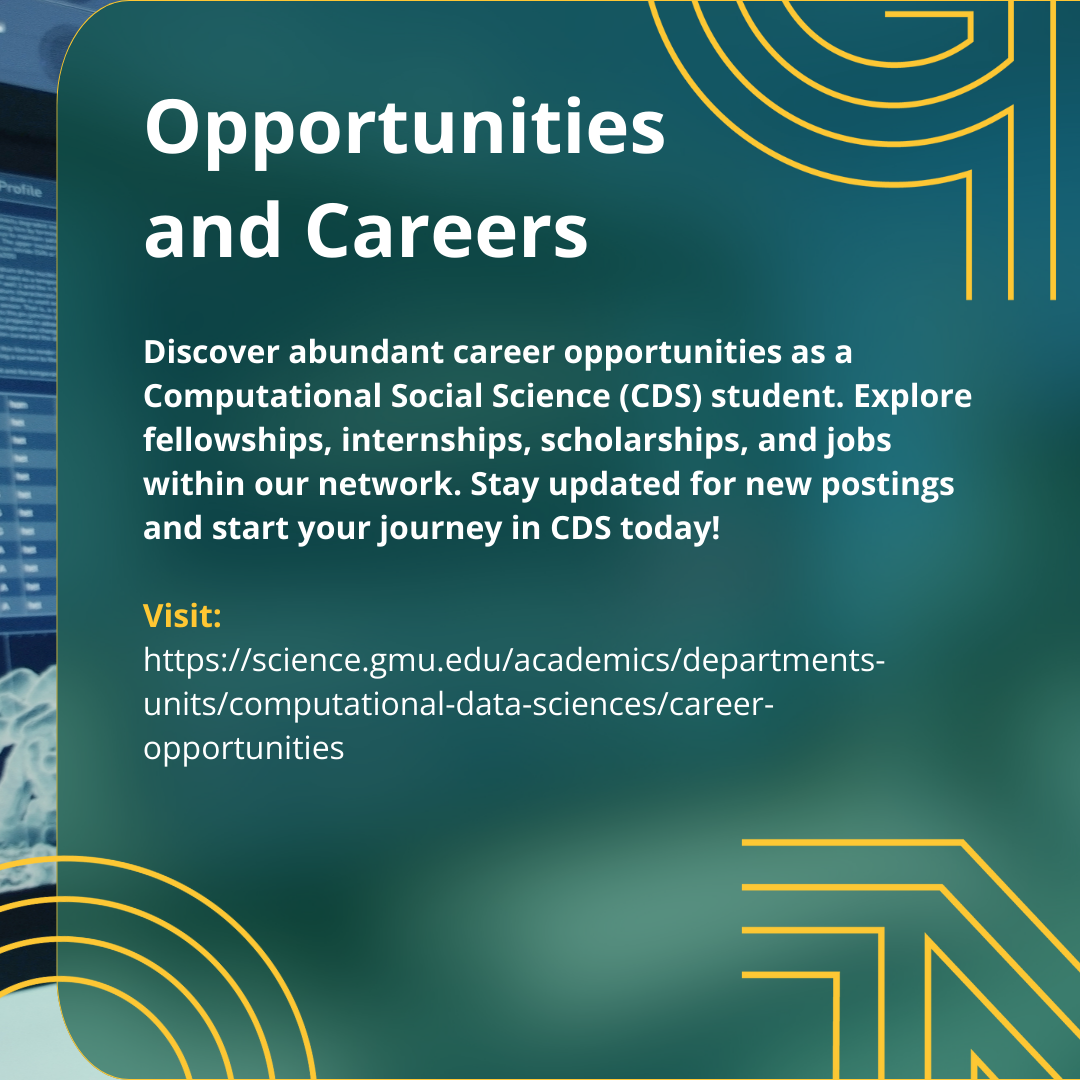 Opportunities
and Careers
Discover abundant career opportunities as a
Computational Social Science (CDS) student. Explore
fellowships, internships, scholarships, and jobs
within our network. Stay updated for new postings
and start your journey in CDS today!
Visit:
https://science.gmu.edu/academics/departments-
units/computational-data-sciences/career-
opportunities
Profile